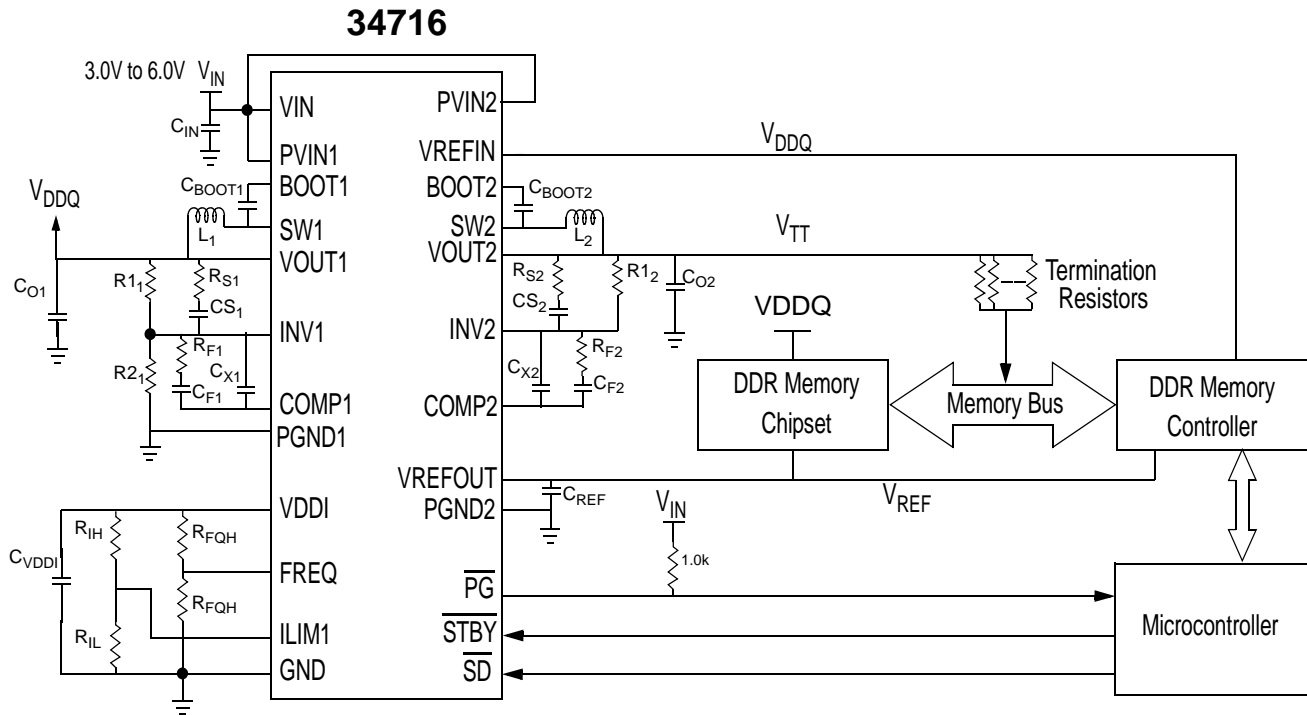 34716
3.0V to 6.0V VIN
CIN
VIN
PVIN1
BOOT1
SW1
VOUT1
INV1
COMP1
PGND1
VDDI
FREQ
ILIM1
GND
PVIN2
VREFIN
BOOT2
SW2
VOUT2
INV2
COMP2
VREFOUT
PGND2
PG
STBY
SD
VDDQ
CBOOT1
L1
CO1
R11
RS1
CS1
R21
RF1
CF1
CX1
CVDDI
RIH
RIL
RFQH
RFQH
VDDQ
CBOOT2
L2
VTT
RS2
CS2
R12
CO2
CX2
RF2
CF2
Termination
Resistors
VDDQ
DDR Memory
Chipset
Memory Bus
DDR Memory
Controller
CREF
VREF
VIN
1.0k
Microcontroller